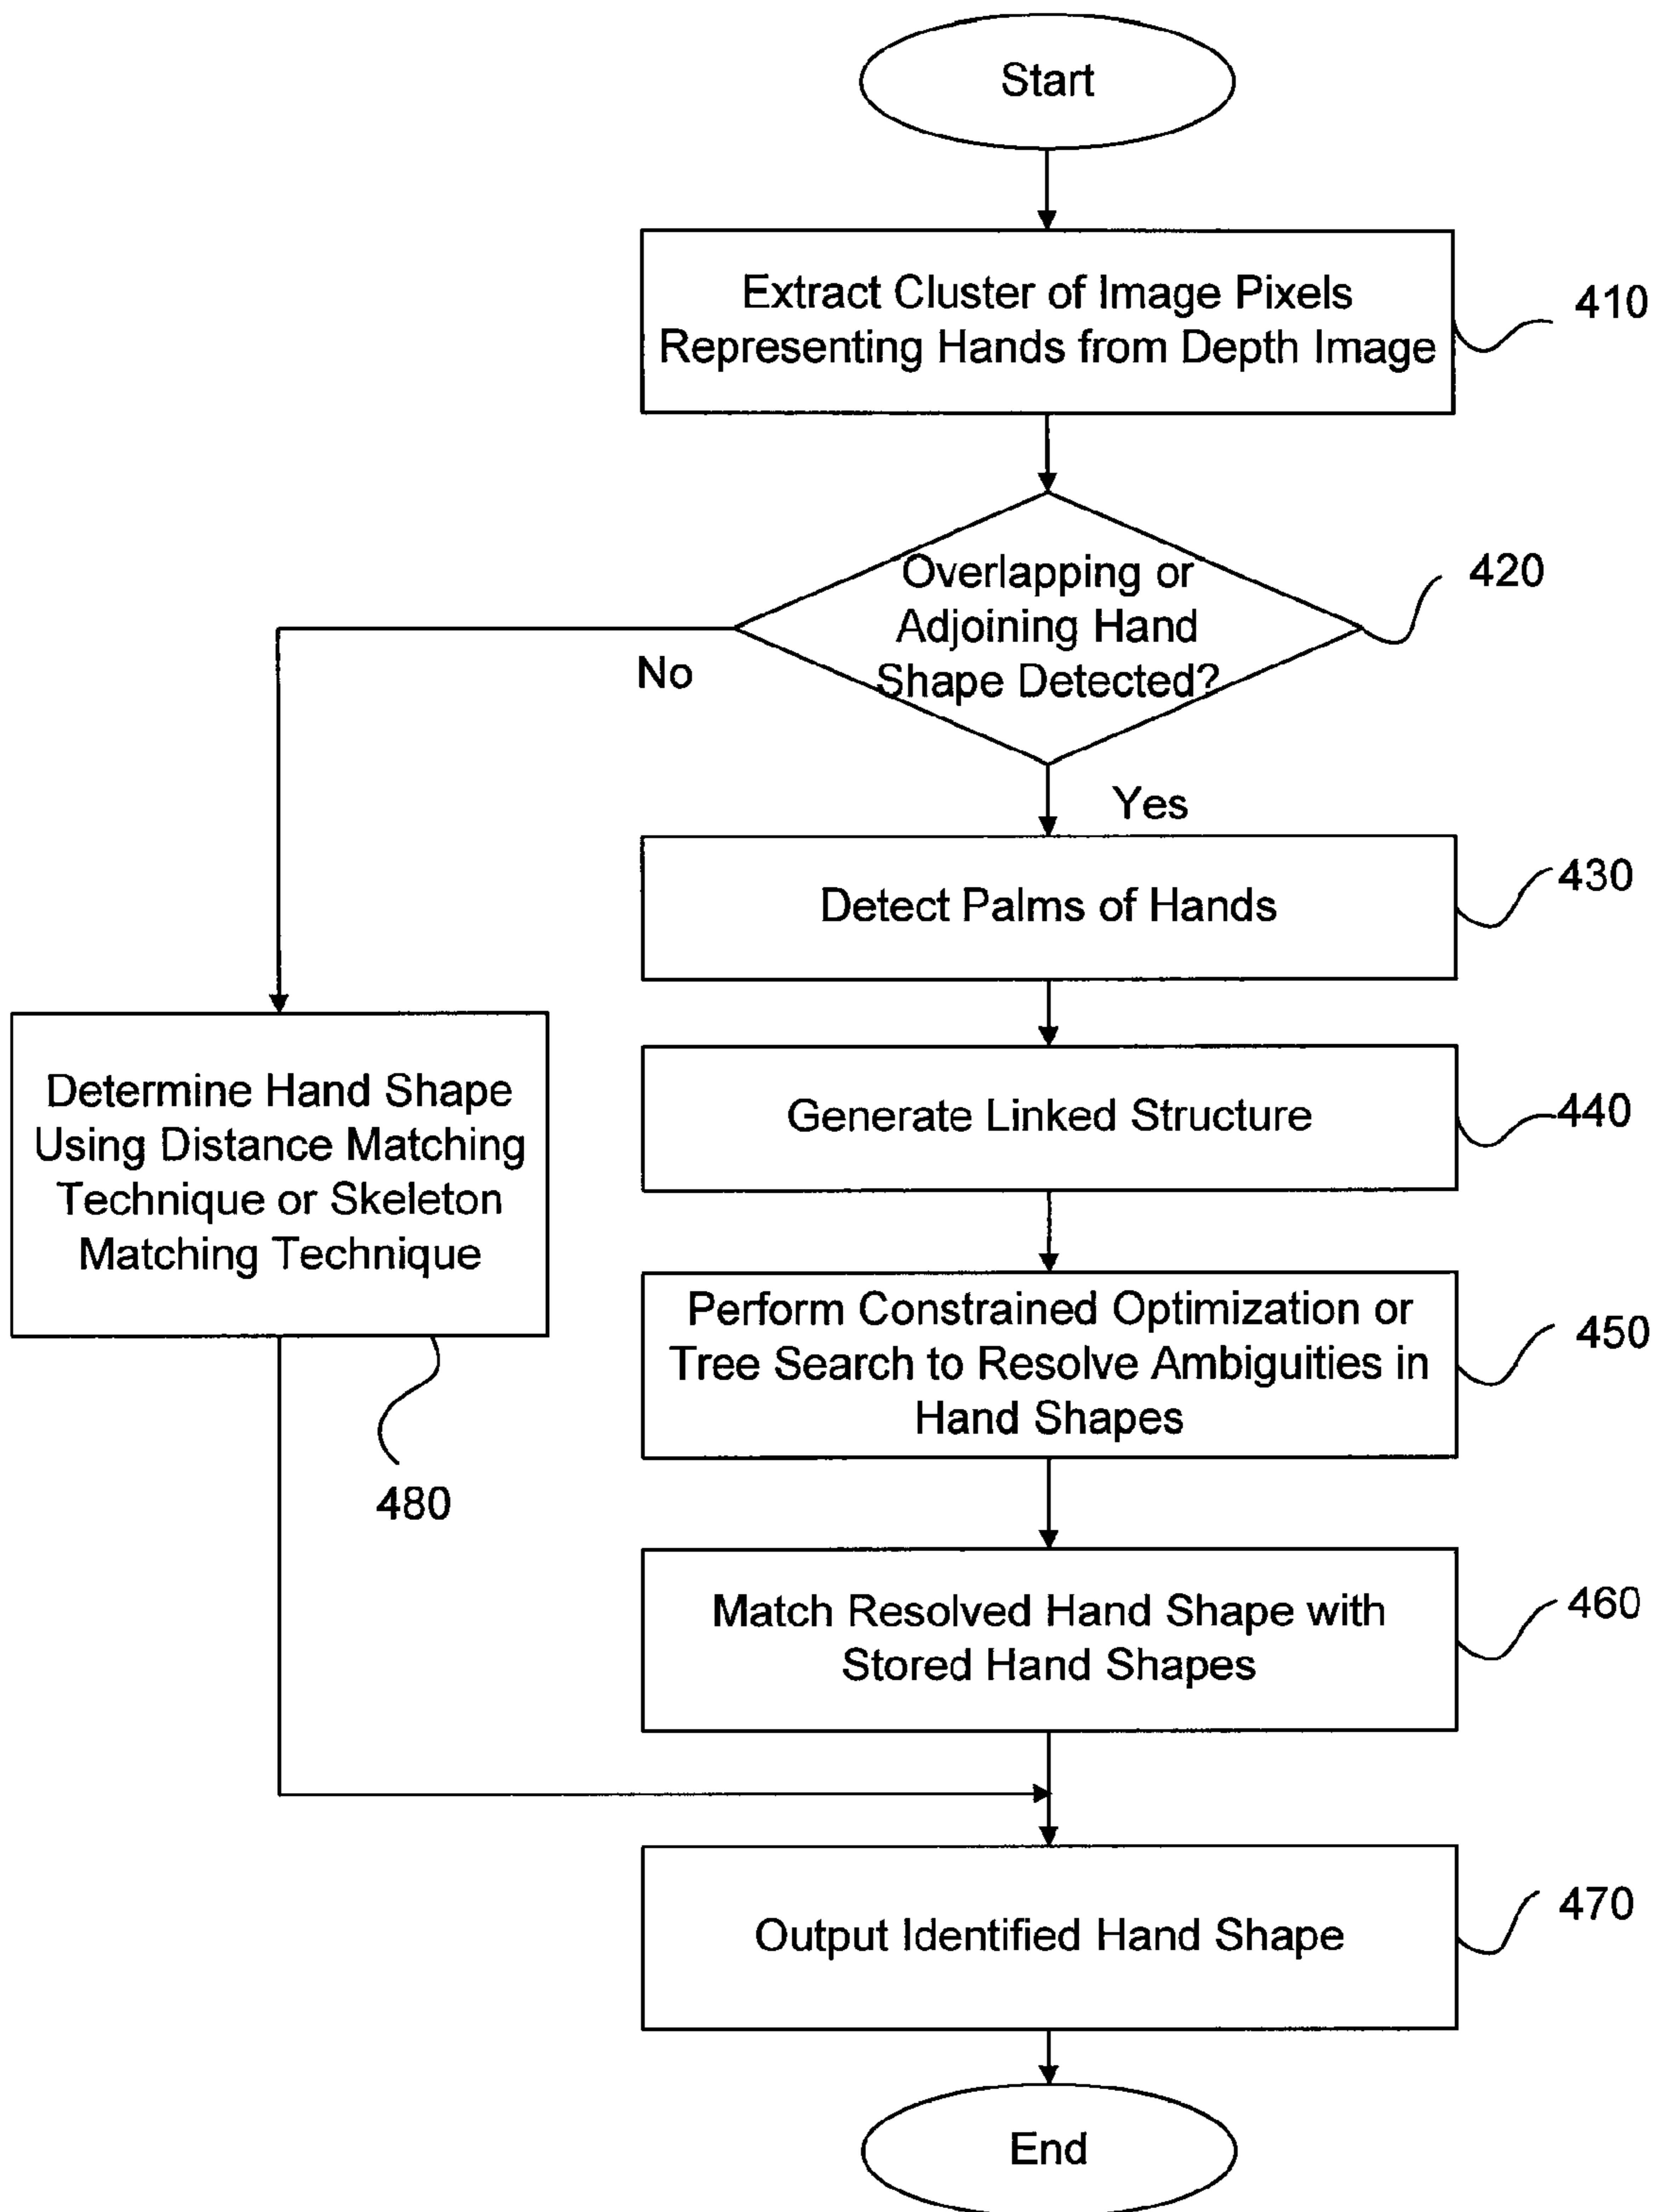 Start
Extract Cluster of Image Pixels
Representing Hands from Depth Image
410
Overlapping or
Adjoining Hand
Shape Detected?
420
No
Yes
Detect Palms of Hands
430
Determine Hand Shape
Using Distance Matching
Technique or Skeleton
Matching Technique
480
Generate Linked Structure
440
Perform Constrained Optimization or
Tree Search to Resolve Ambiguities in
Hand Shapes
450
Match Resolved Hand Shape with
Stored Hand Shapes
460
Output Identified Hand Shape
470
End